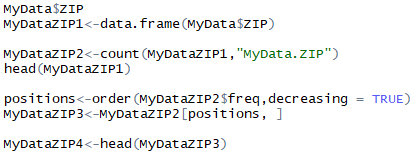 MyData$ZIP
MyDataZIP1<-data.frame(MyData$ZIP)
MyDataZIP2<-count(MyDataZIP1,"MyData.ZIP")
head(MyDataZIP1)
positions<-order(MyDataZIP2$freq,decreasing = TRUE)
MyDataZIP3<-MyDataZIP2[positions, ]
MyDataZIP4<-head(MyDataZIP3)